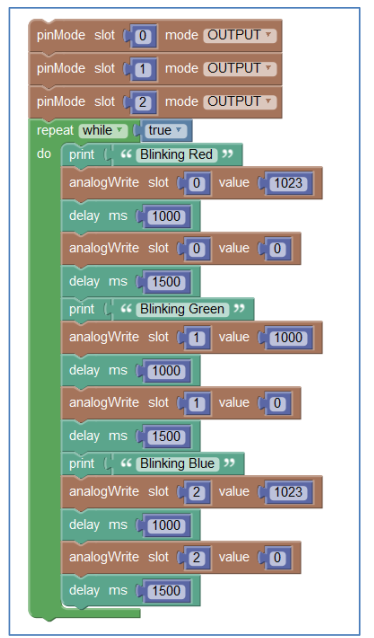 pinMode slot 0 mode OUTPUT
pinMode slot 1 mode OUTPUT
pinMode slot 2 mode OUTPUT
repeat while true
do print “ Blinking Red ”
analogWrite slot 0 value 1023
delay ms 1000
analogWrite slot 0 value 0
delay ms 1500
print “ Blinking Green ”
analogWrite slot 1 value 1000
delay ms 1000
analogWrite slot 1 value 0
delay ms 1500
print “ Blinking Blue ”
analogWrite slot 2 value 1023
delay ms 1000
analogWrite slot 2 value 0
delay ms 1500